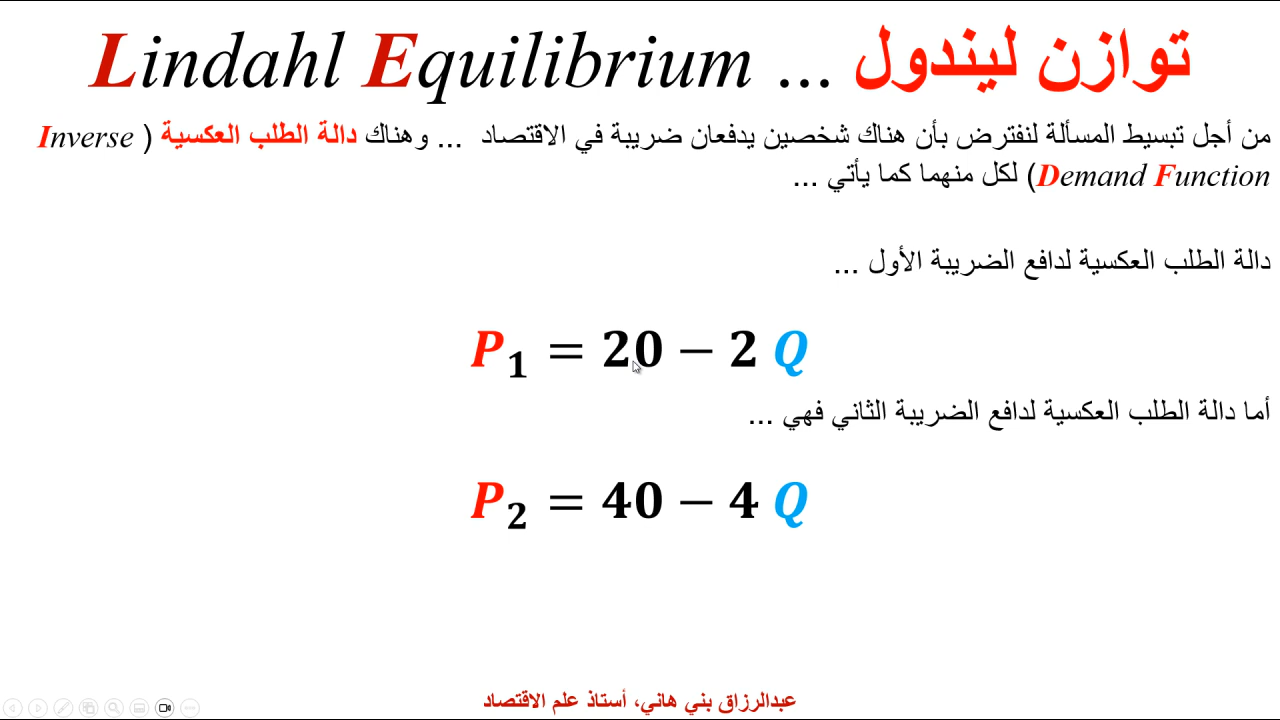 توازن ليندول ... Lindahl Equilibrium
من أجل تبسيط المسألة لنفترض بأن هناك شخصين يدفعان ضريبة في الاقتصاد ... وهناك دالة الطلب العكسية ( Inverse
Demand Function) لكل منهما كما يأتي ...
دالة الطلب العكسية لدافع الضريبة الأول ...
P₁ = 20 − 2 Q
أما دالة الطلب العكسية لدافع الضريبة الثاني فهي ...
P₂ = 40 − 4 Q
عبدالرزاق بني هاني، أستاذ علم الاقتصاد